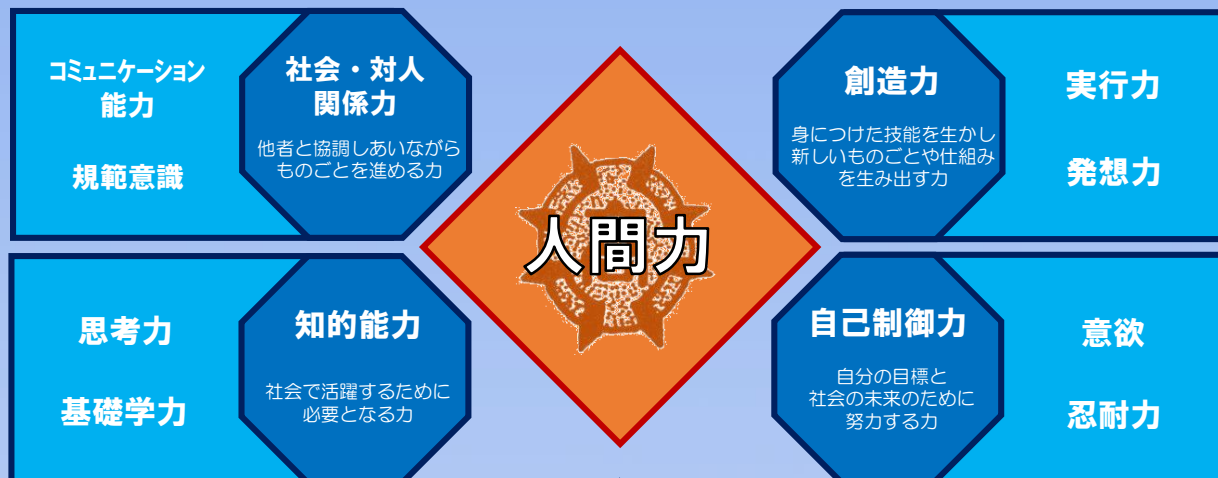 コミュニケーション
能力
規範意識
社会・対人
関係力
他者と協調しあいながら
ものごとを進める力
創造力
身につけた技能を生かし
新しいものごとや仕組み
を生み出す力
実行力
発想力
人間力
思考力
基礎学力
知的能力
社会で活躍するために
必要となる力
自己制御力
自分の目標と
社会の未来のために
努力する力
意欲
忍耐力